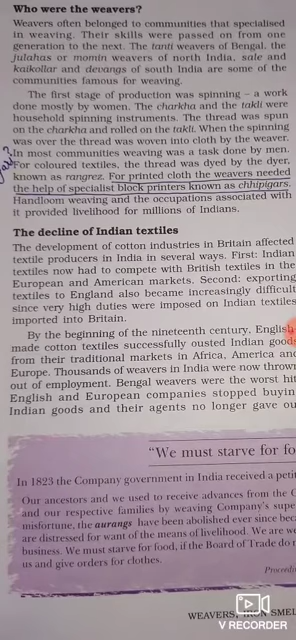 Who were the weavers?
Weavers often belonged to communities that specialised
in weaving. Their skills were passed on from one
generation to the next. The tanti weavers of Bengal, the
julahas or momin weavers of north India, sale and
kaikollar and devangs of south India are some of the
communities famous for weaving.
The first stage of production was spinning – a work
done mostly by women. The charkha and the takli were
household spinning instruments. The thread was spun
on the charkha and rolled on the takli. When the spinning
was over the thread was woven into cloth by the weaver.
In most communities weaving was a task done by men.
For coloured textiles, the thread was dyed by the dyer,
known as rangrez. For printed cloth the weavers needed
the help of specialist block printers known as chhipigars.
Handloom weaving and the occupations associated with
it provided livelihood for millions of Indians.
The decline of Indian textiles
The development of cotton industries in Britain affected
textile producers in India in several ways. First: Indian
textiles now had to compete with British textiles in the
European and American markets. Second: exporting
textiles to England also became increasingly difficult
since very high duties were imposed on Indian textiles
imported into Britain.
By the beginning of the nineteenth century, English
made cotton textiles successfully ousted Indian goods
from their traditional markets in Africa, America and
Europe. Thousands of weavers in India were now thrown
out of employment. Bengal weavers were the worst hit
English and European companies stopped buyin
Indian goods and their agents no longer gave ou
"We must starve for fo
In 1823 the Company government in India received a petit
Our ancestors and we used to receive advances from the C
and our respective families by weaving Company's supe
misfortune, the aurangs have been abolished ever since beca
are distressed for want of the means of livelihood. We are we
business. We must starve for food, if the Board of Trade do n
us and give orders for clothes.
Proceedi
WEAVERS, IRON SMEL
V RECORDER